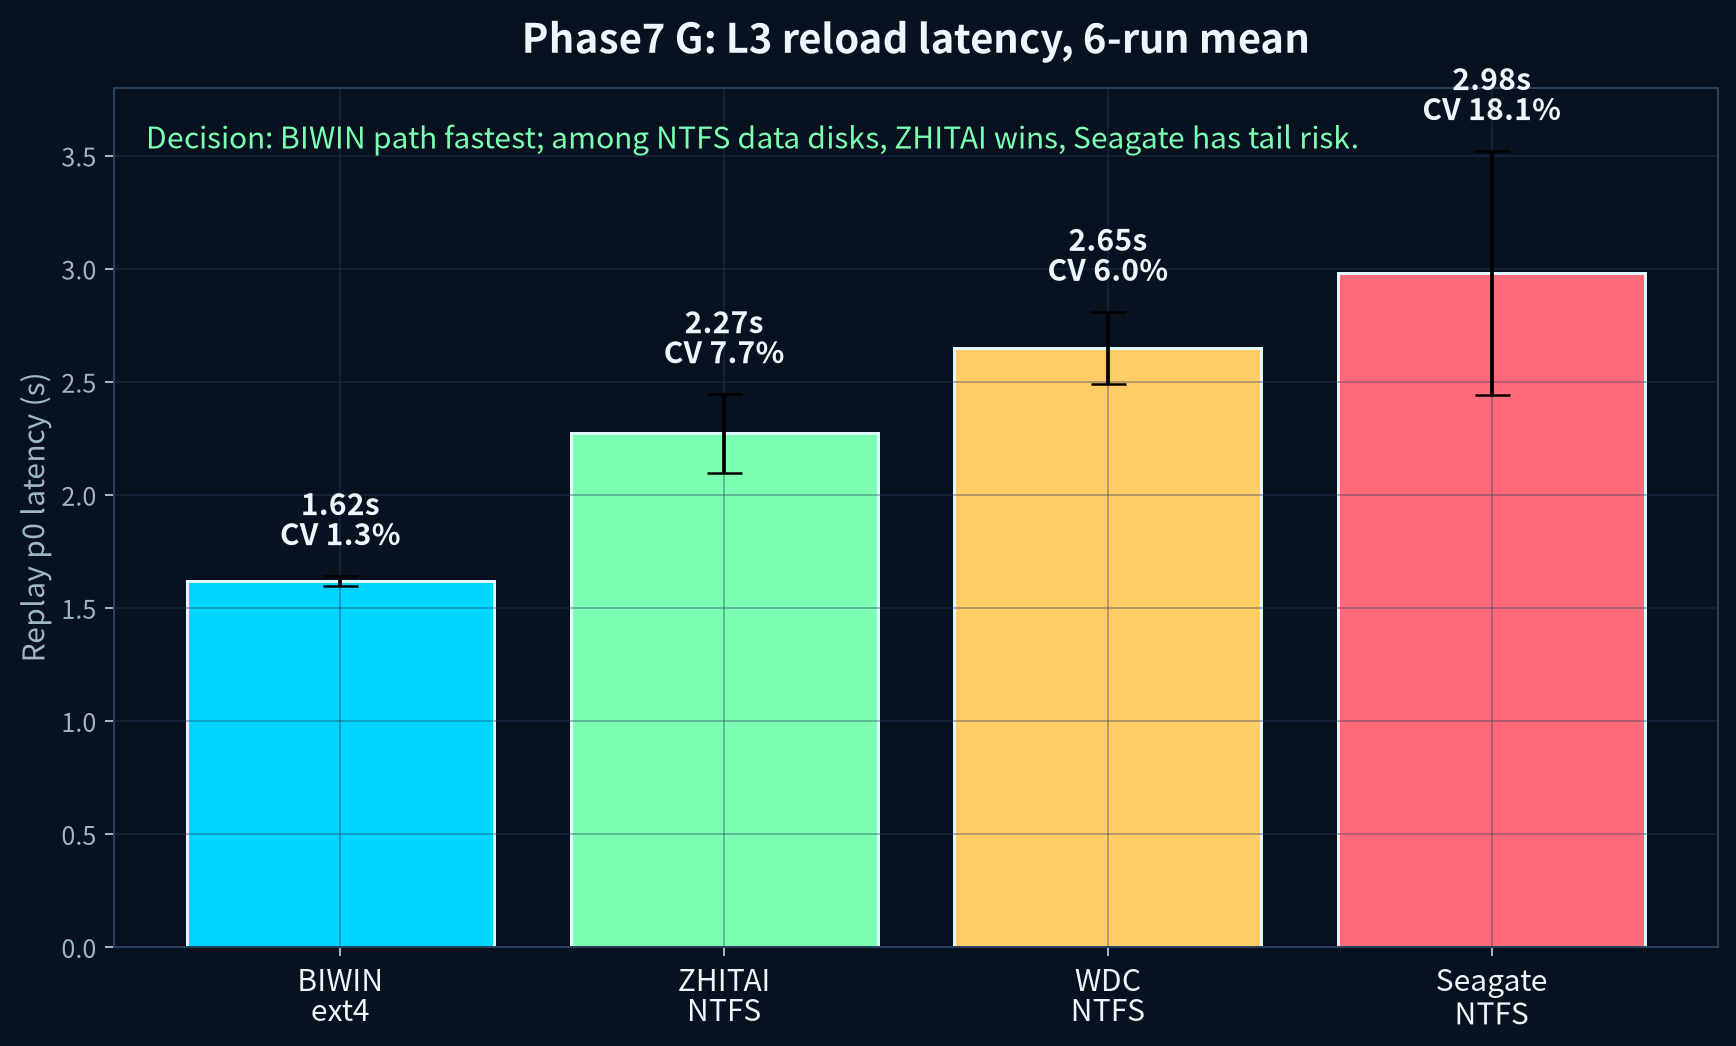 Phase7 G: L3 reload latency, 6-run mean
2.98s
CV 18.1%
Decision: BIWIN path fastest; among NTFS data disks, ZHITAI wins, Seagate has tail risk.
2.65s
CV 6.0%
2.27s
CV 7.7%
1.62s
CV 1.3%
Replay p0 latency (s)
3.5
3.0
2.5
2.0
1.5
1.0
0.5
0.0
BIWIN
ext4
ZHITAI
NTFS
WDC
NTFS
Seagate
NTFS